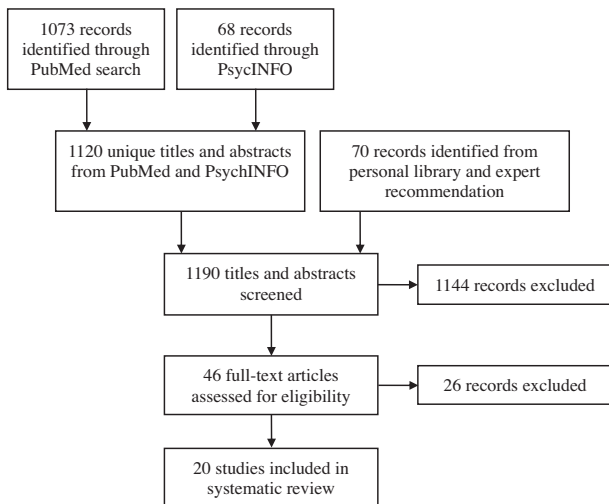 1073 records
identified through
PubMed search
68 records
identified through
PsycINFO
1120 unique titles and abstracts
from PubMed and PsychINFO
70 records identified from
personal library and expert
recommendation
1190 titles and abstracts
screened
1144 records excluded
46 full-text articles
assessed for eligibility
26 records excluded
20 studies included in
systematic review